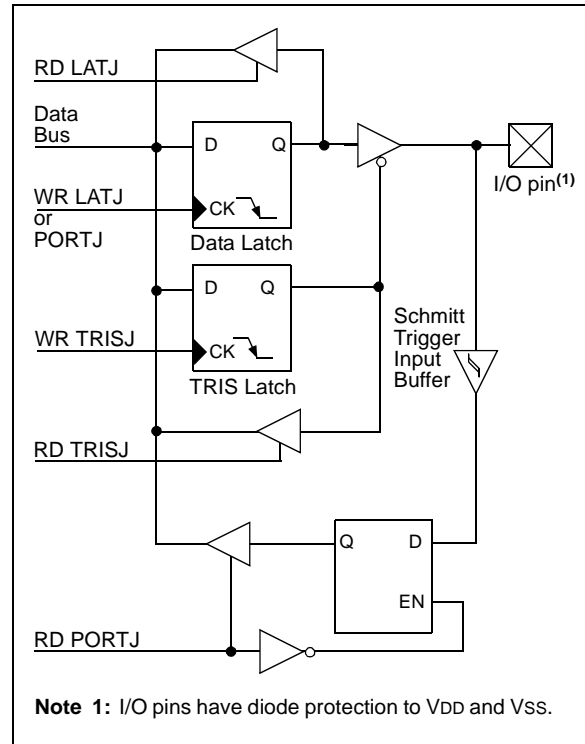 RD LATJ
Data
Bus
D Q
WR LATJ
or
PORTJ
CK
Data Latch
I/O pin(1)
D Q
WR TRISJ
CK
TRIS Latch
Schmitt
Trigger
Input
Buffer
RD TRISJ
Q D
EN
RD PORTJ
Note 1: I/O pins have diode protection to VDD and VSS.